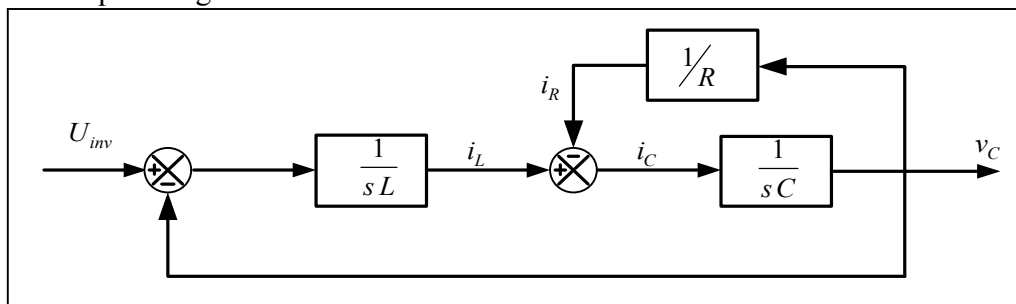 1/R
i_R
U_inv
+
−
1/sL
i_L
−
+
i_C
1/sC
v_C